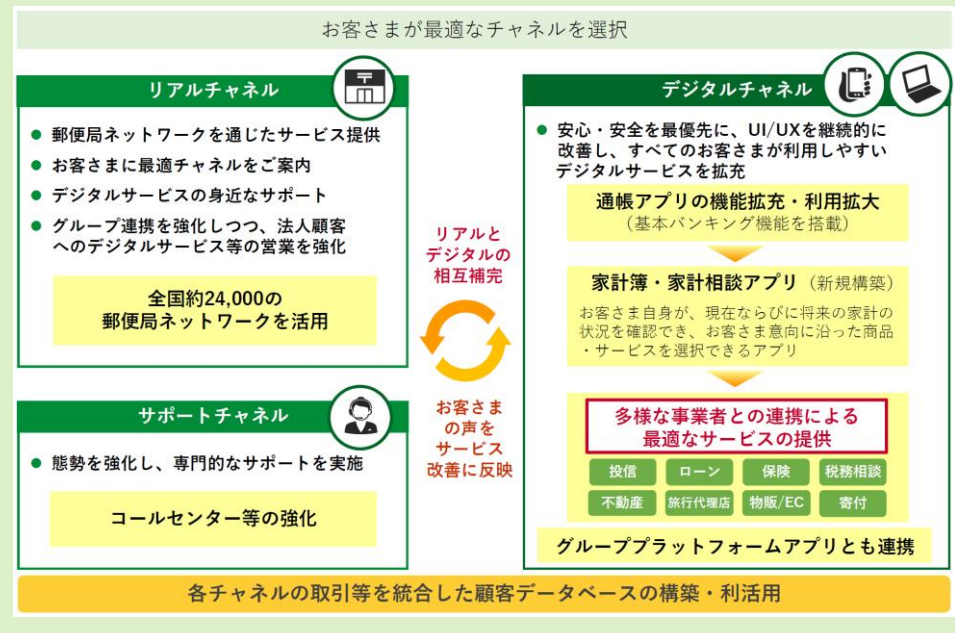 お客さまが最適なチャネルを選択
リアルチャネル
● 郵便局ネットワークを通じたサービス提供
● お客さまに最適チャネルをご案内
● デジタルサービスの身近なサポート
● グループ連携を強化しつつ、法人顧客
へのデジタルサービス等の営業を強化
全国約24,000の
郵便局ネットワークを活用
サポートチャネル
● 態勢を強化し、専門的なサポートを実施
コールセンター等の強化
リアルと
デジタルの
相互補完
お客さま
の声を
サービス
改善に反映
デジタルチャネル
● 安心・安全を最優先に、UI/UXを継続的に
改善し、すべてのお客さまが利用しやすい
デジタルサービスを拡充
通帳アプリの機能拡充・利用拡大
（基本バンキング機能を搭載）
家計簿・家計相談アプリ（新規構築）
お客さま自身が、現在ならびに将来の家計の
状況を確認でき、お客さま意向に沿った商品
・サービスを選択できるアプリ
多様な事業者との連携による
最適なサービスの提供
投信 ローン 保険 税務相談
不動産 旅行代理店 物販/EC 寄付
グループプラットフォームアプリとも連携
各チャネルの取引等を統合した顧客データベースの構築・利活用